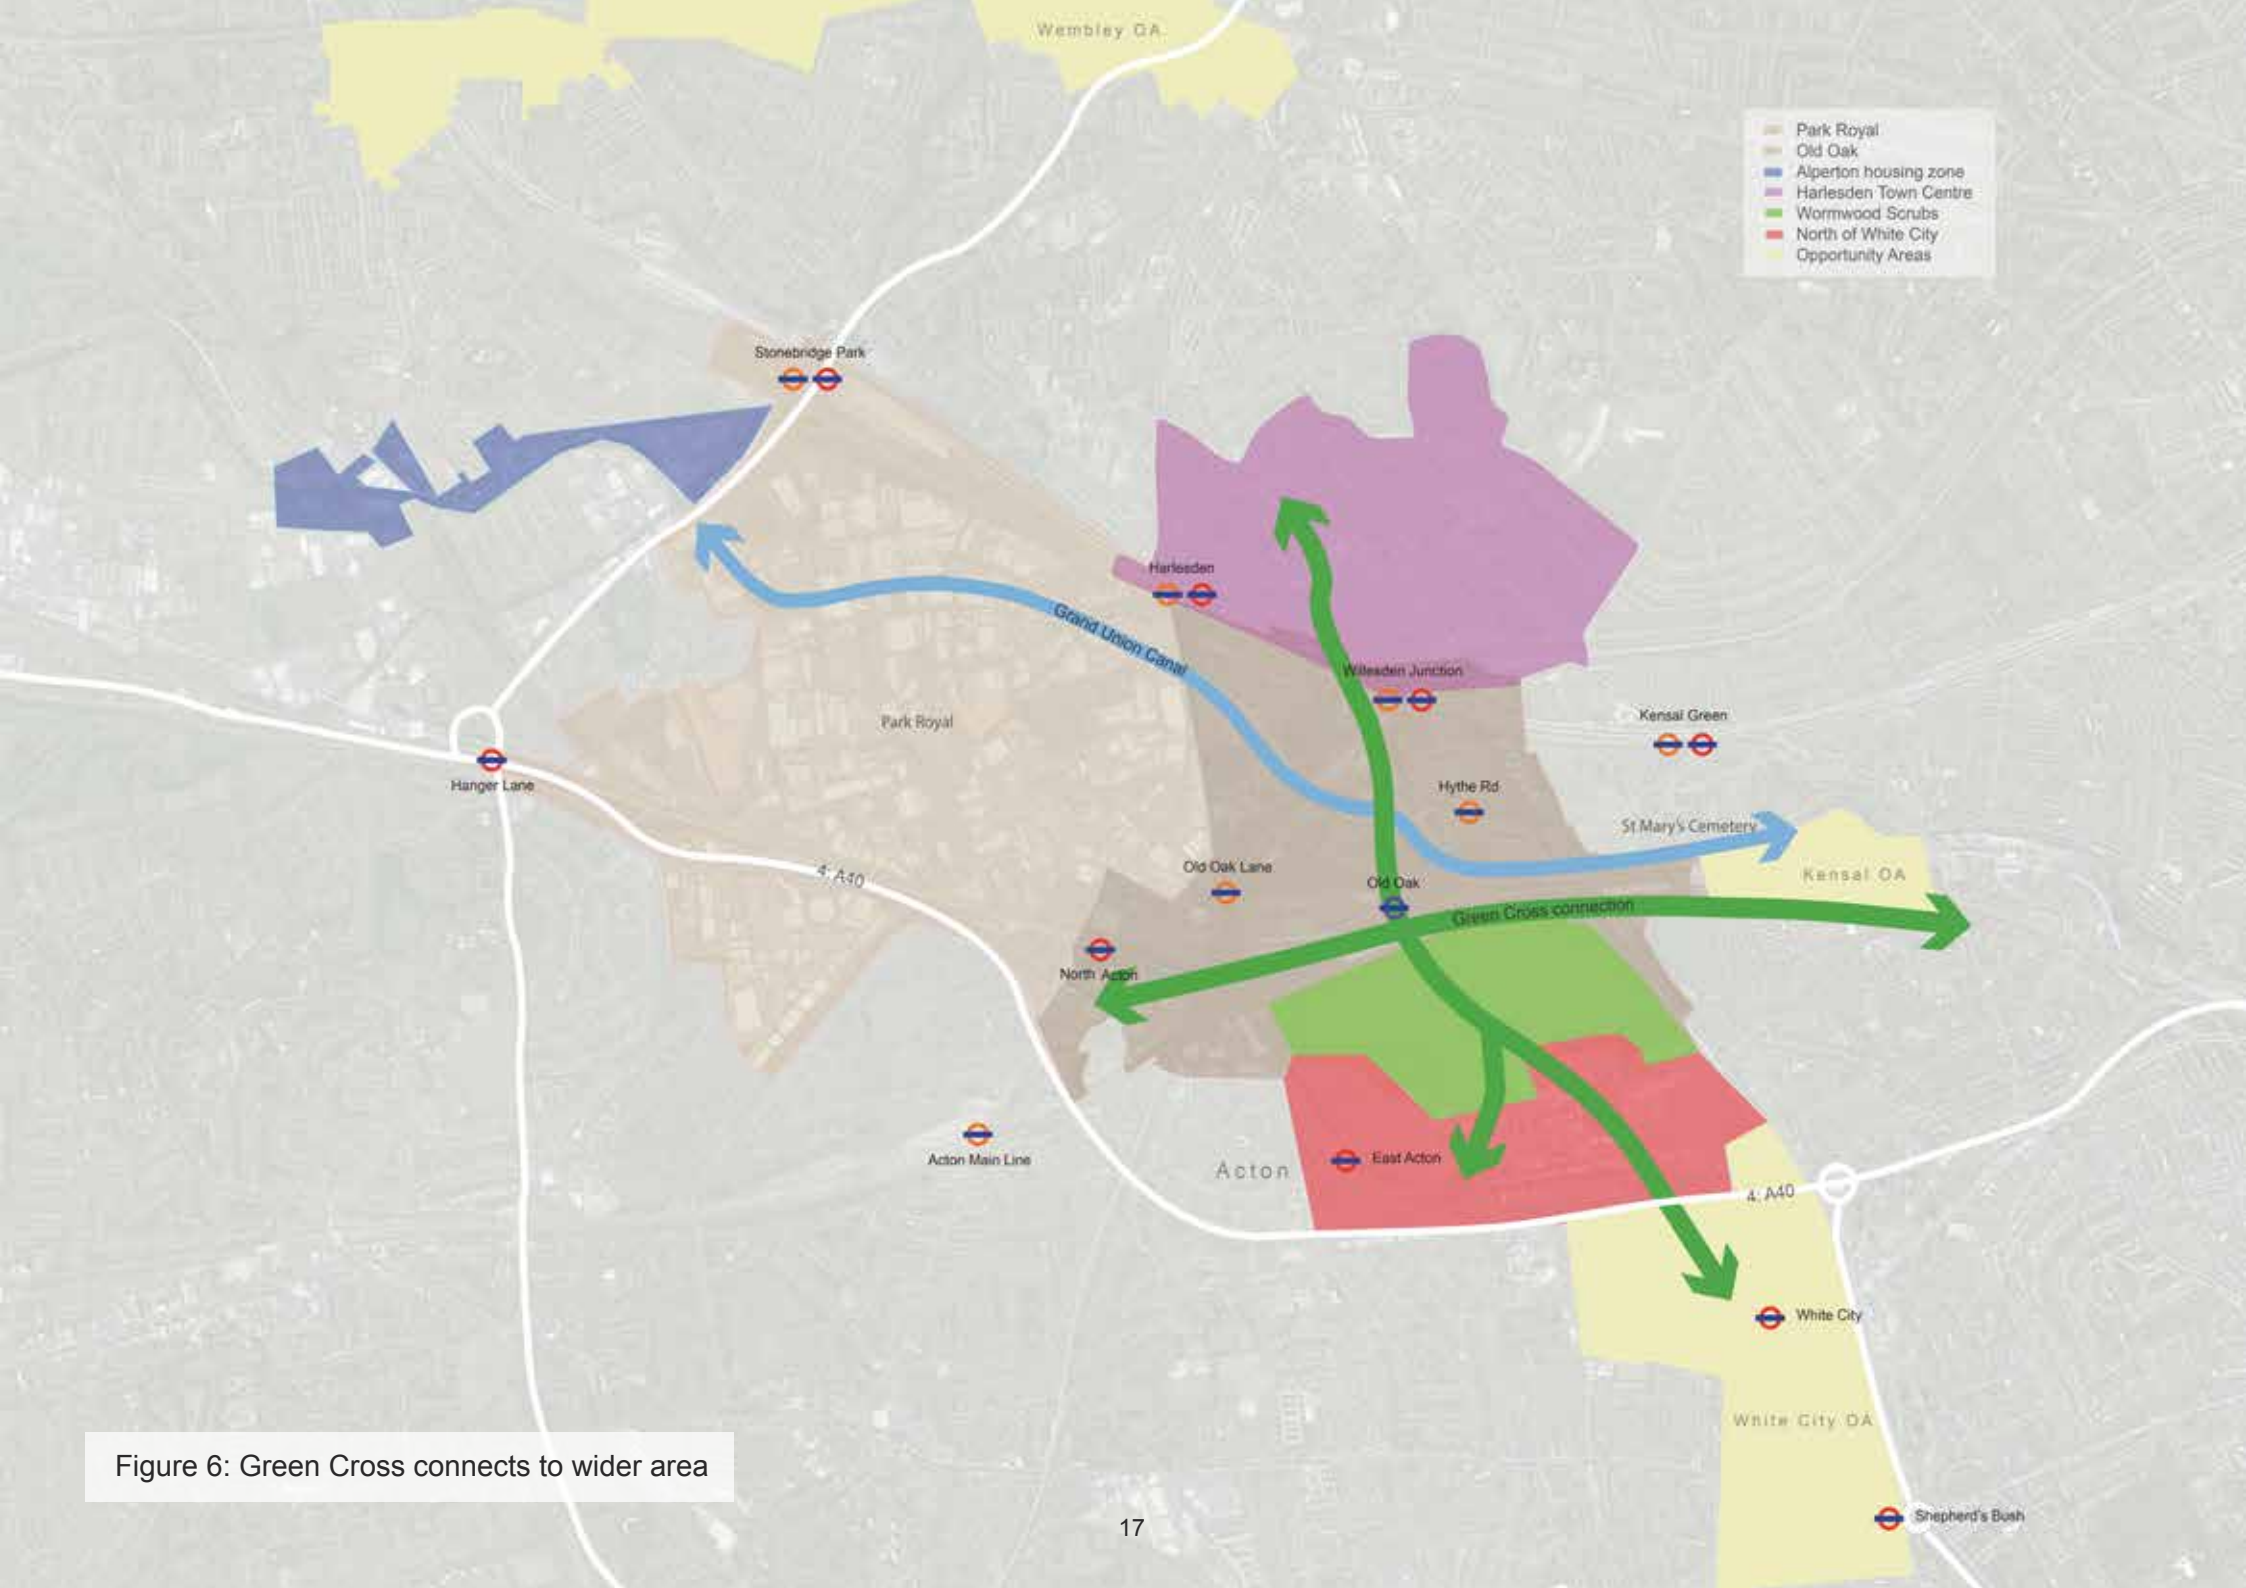 Wembley OA
Park Royal
Old Oak
Alperton housing zone
Harlesden Town Centre
Wormwood Scrubs
North of White City
Opportunity Areas
Stonebridge Park
Harlesden
Grand Union Canal
Willesden Junction
Park Royal
Kensal Green
Hanger Lane
Hythe Rd
St Mary's Cemetery
4: A40
Old Oak Lane
Old Oak
Kensal OA
Green Cross connection
North Acton
Acton Main Line
Acton
East Acton
4: A40
White City
White City OA
Figure 6: Green Cross connects to wider area
Shepherd's Bush
17